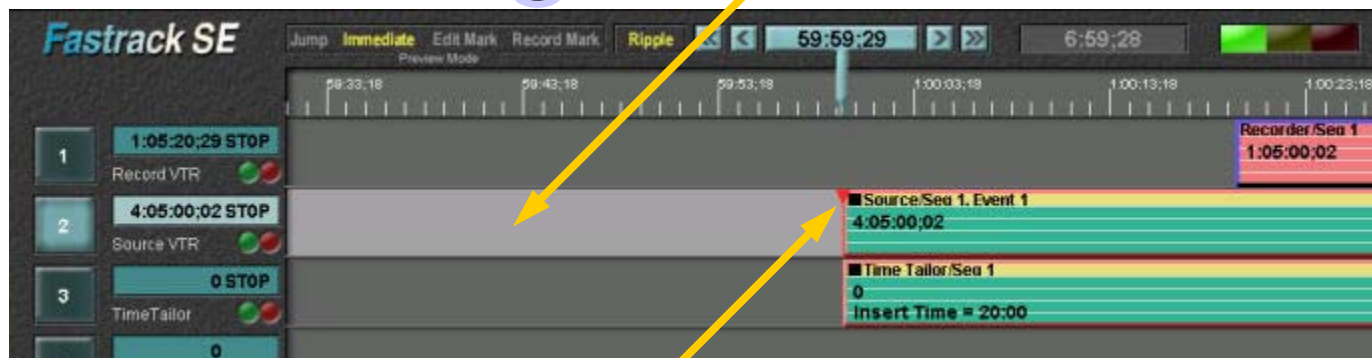 Fastrack SE
Jump Immediate Edit Mark Record Mark Ripple 59:59;29 6:59;28
Preview Mode
59:33;18 59:43;18 59:53;18 1:00:03;18 1:00:13;18 1:00:23;18
1 1:05:20;29 STOP
Record VTR
Recorder/Seq 1
1:05:00;02
2 4:05:00;02 STOP
Source VTR
Source/Seq 1, Event 1
4:05:00;02
3 0 STOP
TimeTailor
Time Tailor/Seq 1
0
Insert Time = 20:00
0